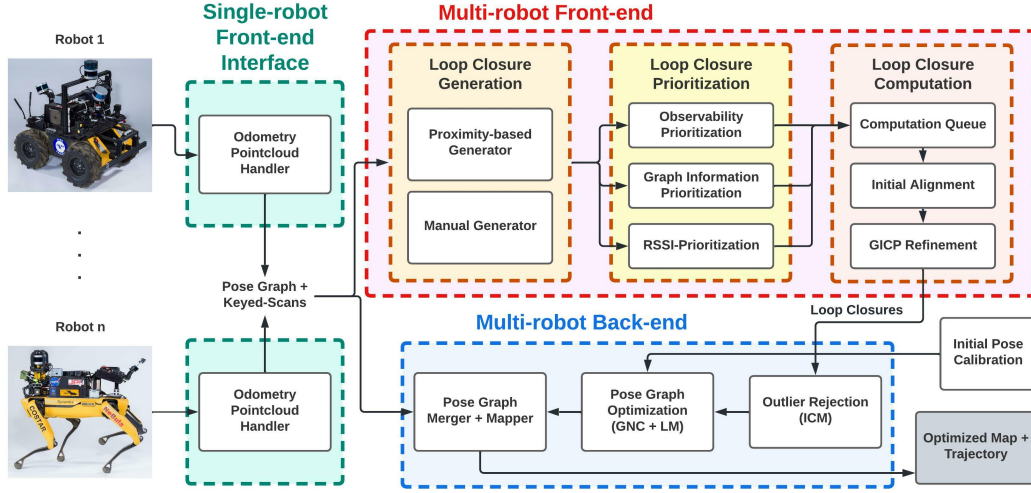 Single-robot
Front-end
Interface
Multi-robot Front-end
Robot 1
Odometry
Pointcloud
Handler
Loop Closure
Generation
Proximity-based
Generator
Manual Generator
Loop Closure
Prioritization
Observability
Prioritization
Graph Information
Prioritization
RSSI-Prioritization
Loop Closure
Computation
Computation Queue
Initial Alignment
GICP Refinement
Pose Graph +
Keyed-Scans
Loop Closures
Robot n
COSTAR
Odometry
Pointcloud
Handler
Multi-robot Back-end
Pose Graph
Merger + Mapper
Pose Graph
Optimization
(GNC + LM)
Outlier Rejection
(ICM)
Initial Pose
Calibration
Optimized Map +
Trajectory